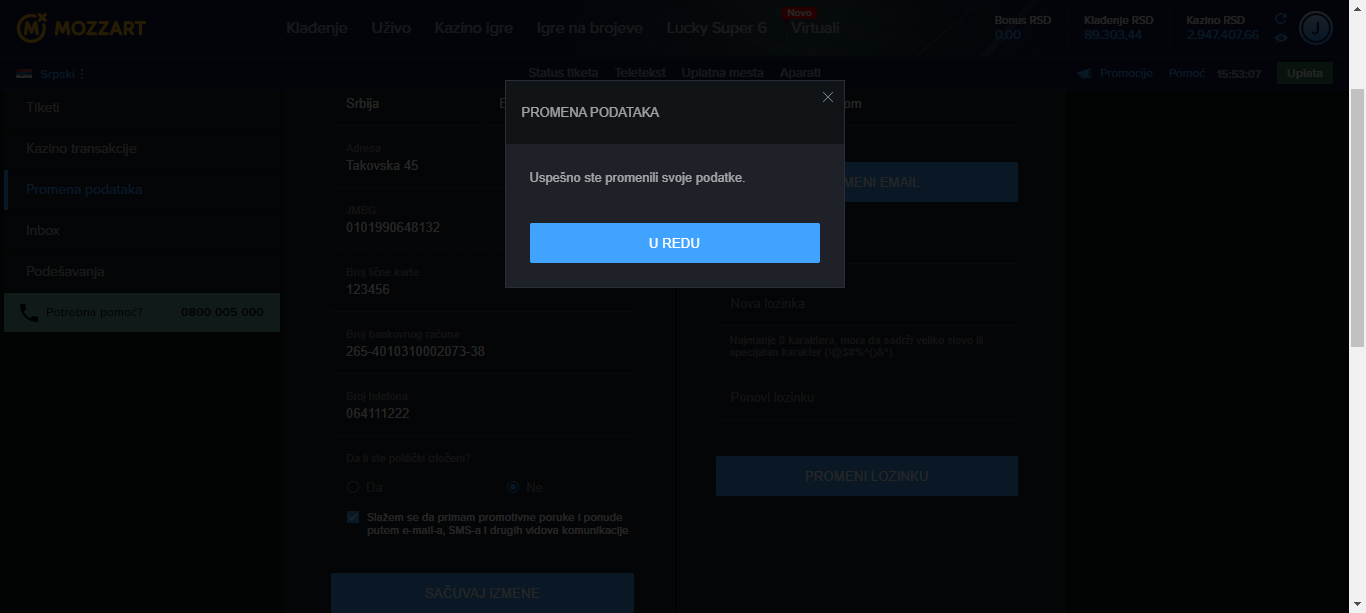 MOZZART
Klađenje Uživo Kazino igre Igre na brojeve Lucky Super 6 Virtuali
Novo
Bonus RSD
0,00
Klađenje RSD
89.303,44
Kazino RSD
2.947.407,66
J
Srpski
Status tiketa Teletekst Uplatna mesta Aparati
Promocije Pomoć 15:53:07 Uplata
Tiketi
Kazino transakcije
Promena podataka
Inbox
Podešavanja
Potrebna pomoć? 0800 005 000
Srbija
Adresa
Takovska 45
JMBG
0101990648132
Broj lične karte
123456
Broj bankovnog računa
265-4010310002073-38
Broj telefona
064111222
Da li ste politički izloženi?
Da Ne
Slažem se da primam promotivne poruke i ponude
putem e-mail-a, SMS-a i drugih vidova komunikacije
SAČUVAJ IZMENE
PROMENA PODATAKA
Uspešno ste promenili svoje podatke.
U REDU
om
MENI EMAIL
Nova lozinka
Najmanje 8 karaktera, mora da sadrži veliko slovo ili
specijalan karakter (!@$#%^()&*).
Ponovi lozinku
PROMENI LOZINKU